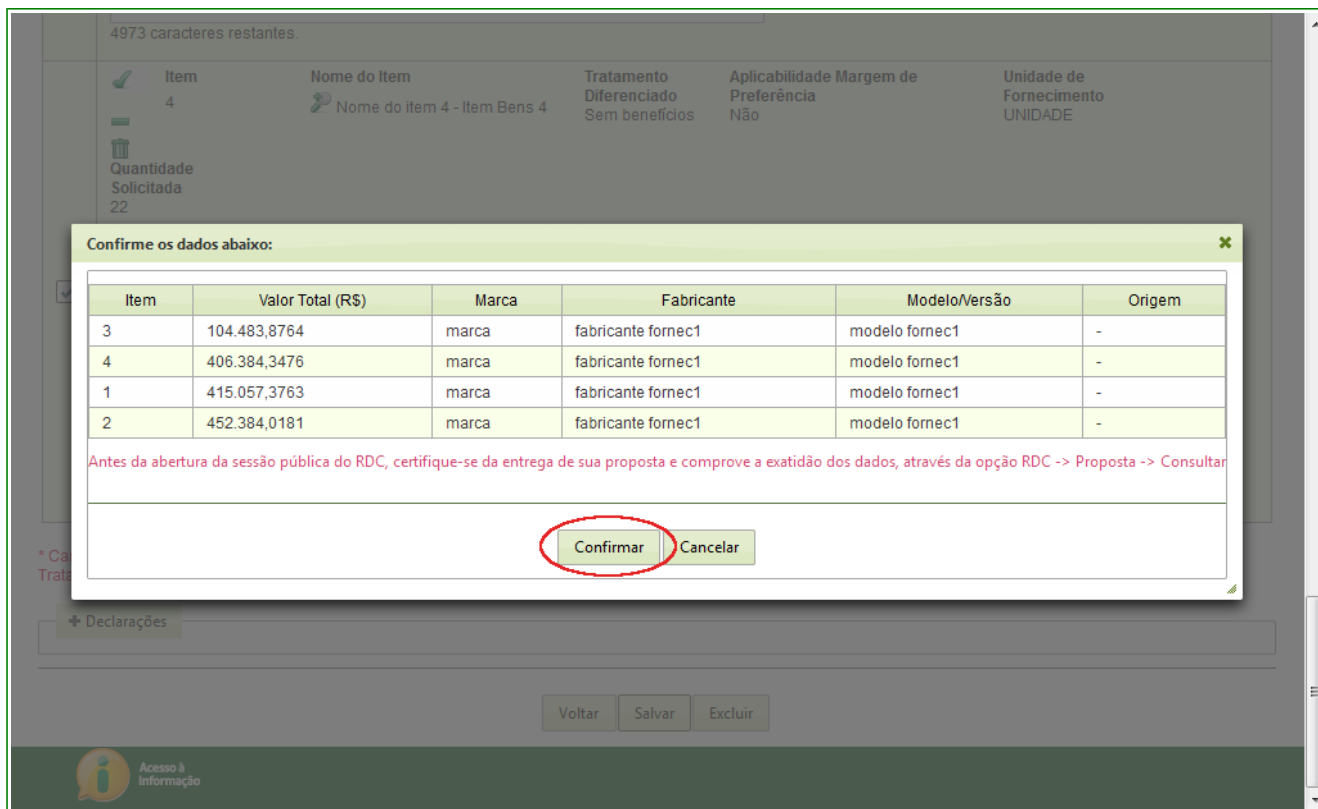 4973 caracteres restantes.
Item Nome do Item Tratamento Diferenciado Aplicabilidade Margem de Preferência Unidade de Fornecimento
4 Nome do item 4 - Item Bens 4 Sem benefícios Não UNIDADE
Quantidade
Solicitada
22
Confirme os dados abaixo:
Item Valor Total (R$) Marca Fabricante Modelo/Versão Origem
3 104.483,8764 marca fabricante fornec1 modelo fornec1 -
4 406.384,3476 marca fabricante fornec1 modelo fornec1 -
1 415.057,3763 marca fabricante fornec1 modelo fornec1 -
2 452.384,0181 marca fabricante fornec1 modelo fornec1 -
Antes da abertura da sessão pública do RDC, certifique-se da entrega de sua proposta e comprove a exatidão dos dados, através da opção RDC -> Proposta -> Consultar
Confirmar Cancelar
* Ca
Trata
+ Declarações
Voltar Salvar Excluir
Acesso à
Informação